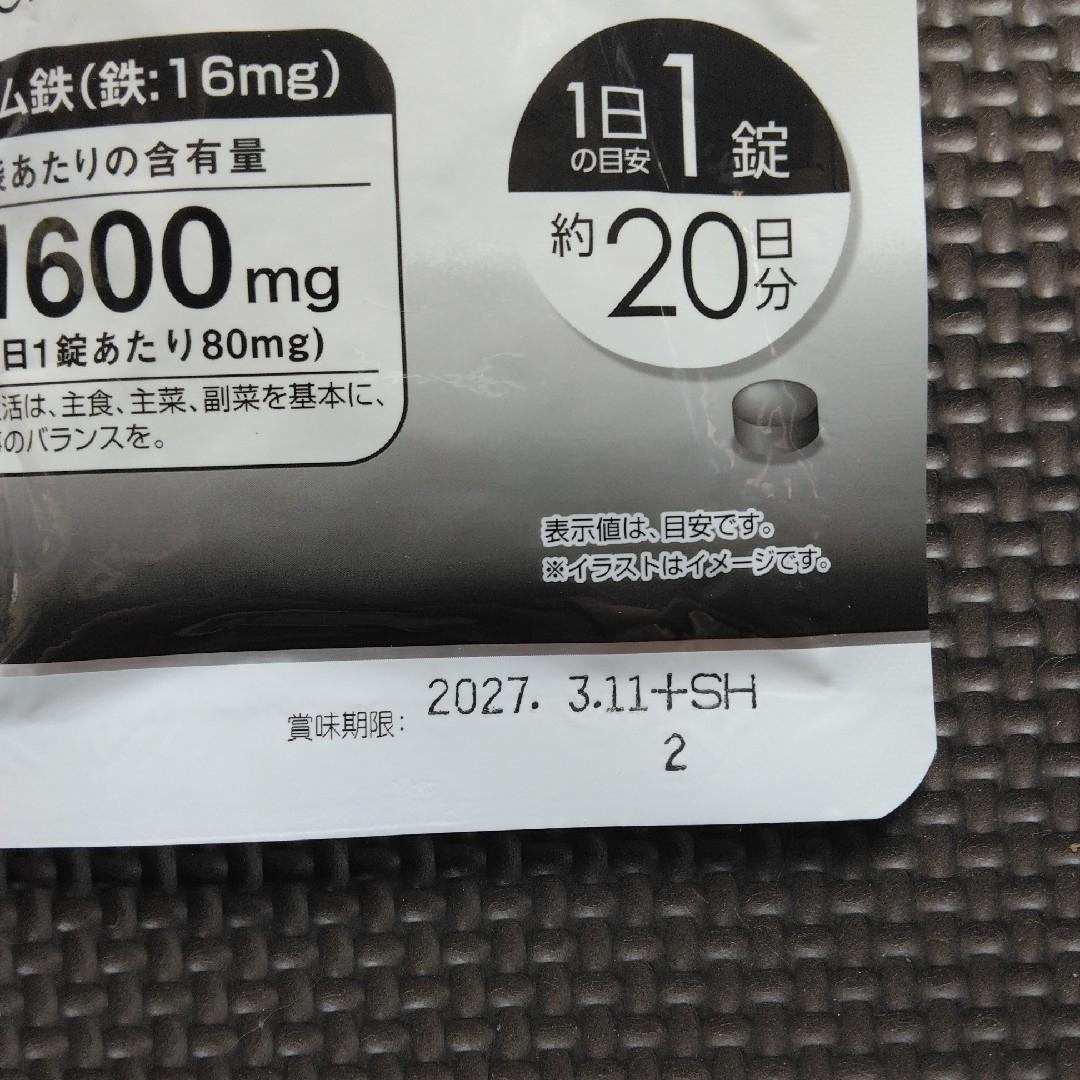 ム鉄(鉄:16mg)
袋あたりの含有量
1600mg
日1錠あたり80mg)
活は、主食、主菜、副菜を基本に、
のバランスを。
1日の目安1錠
約20日分
表示値は、目安です。
※イラストはイメージです。
賞味期限: 2027. 3.11+SH
2